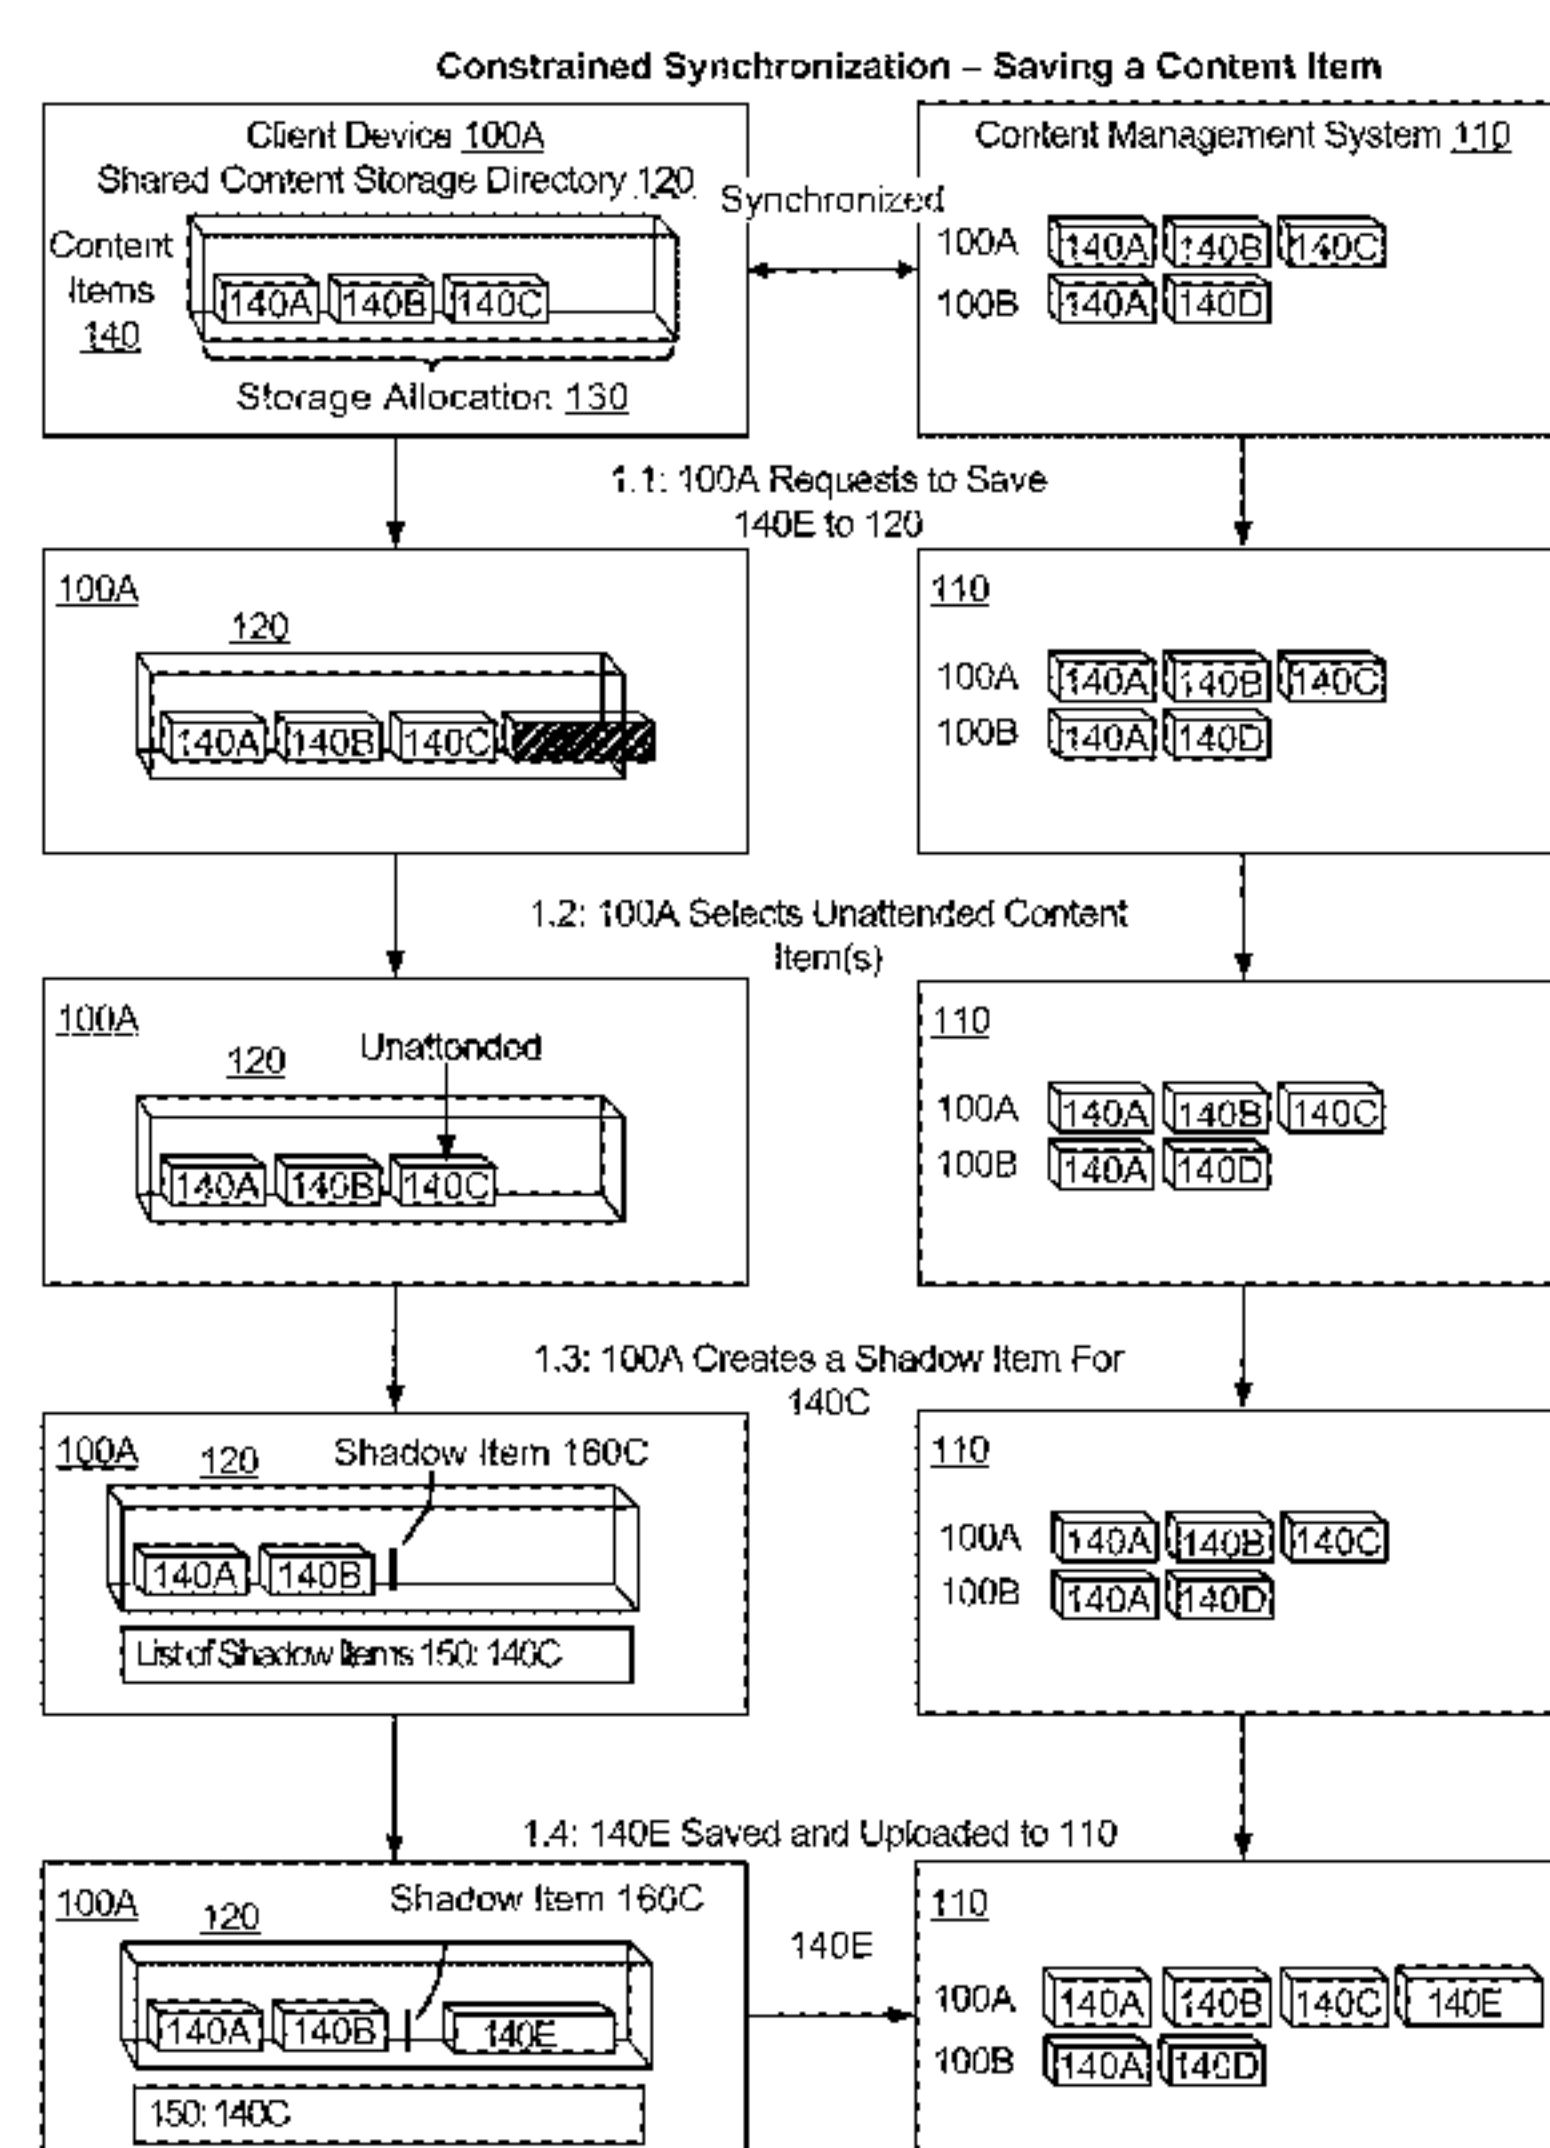 Constrained Synchronization – Saving a Content Item
Client Device 100A
Shared Content Storage Directory 120
Content
Items
140
140A 140B 140C
Storage Allocation 130
Synchronized
Content Management System 110
100A 140A 140B 140C
100B 140A 140D
1.1: 100A Requests to Save
140E to 120
100A
120
140A 140B 140C
110
100A 140A 140B 140C
100B 140A 140D
1.2: 100A Selects Unattended Content
Item(s)
100A
120
Unattended
140A 140B 140C
110
100A 140A 140B 140C
100B 140A 140D
1.3: 100A Creates a Shadow Item For
140C
100A
120
Shadow Item 160C
140A 140B
List of Shadow Items 150: 140C
110
100A 140A 140B 140C
100B 140A 140D
1.4: 140E Saved and Uploaded to 110
100A
120
Shadow Item 160C
140A 140B 140E
150: 140C
140E
110
100A 140A 140B 140C 140E
100B 140A 140D